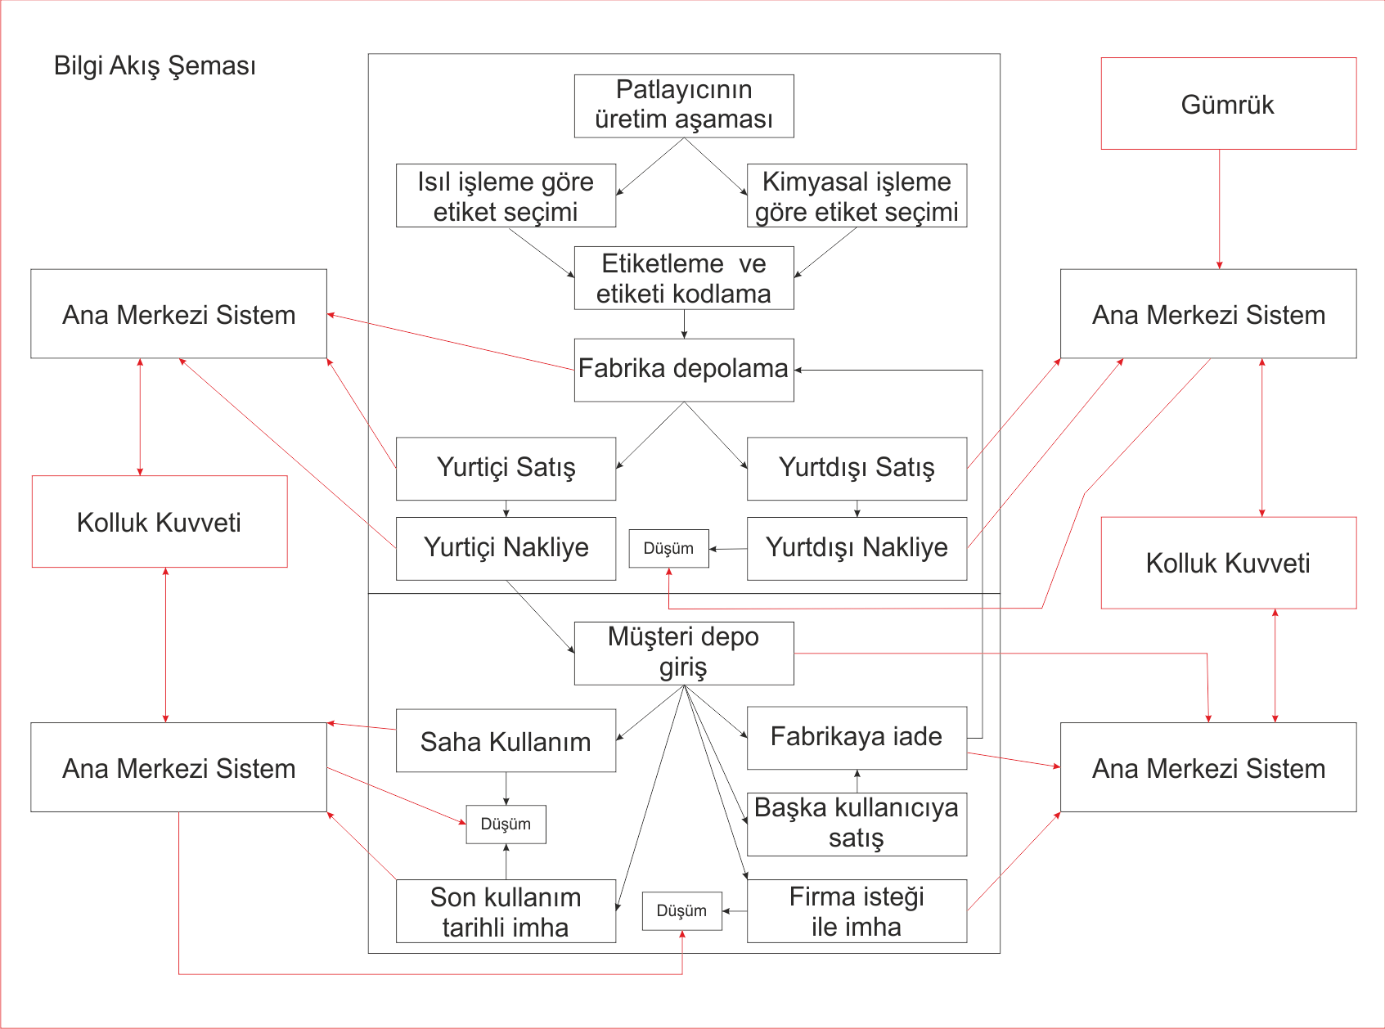 Bilgi Akış Şeması
Patlayıcının
üretim aşaması
Gümrük
Isıl işleme göre
etiket seçimi
Kimyasal işleme
göre etiket seçimi
Etiketleme ve
etiketi kodlama
Ana Merkezi Sistem
Ana Merkezi Sistem
Fabrika depolama
Yurtiçi Satış
Yurtdışı Satış
Kolluk Kuvveti
Yurtiçi Nakliye
Düşüm
Yurtdışı Nakliye
Kolluk Kuvveti
Müşteri depo
giriş
Saha Kullanım
Fabrikaya iade
Ana Merkezi Sistem
Ana Merkezi Sistem
Düşüm
Başka kullanıcıya
satış
Son kullanım
tarihli imha
Düşüm
Firma isteği
ile imha